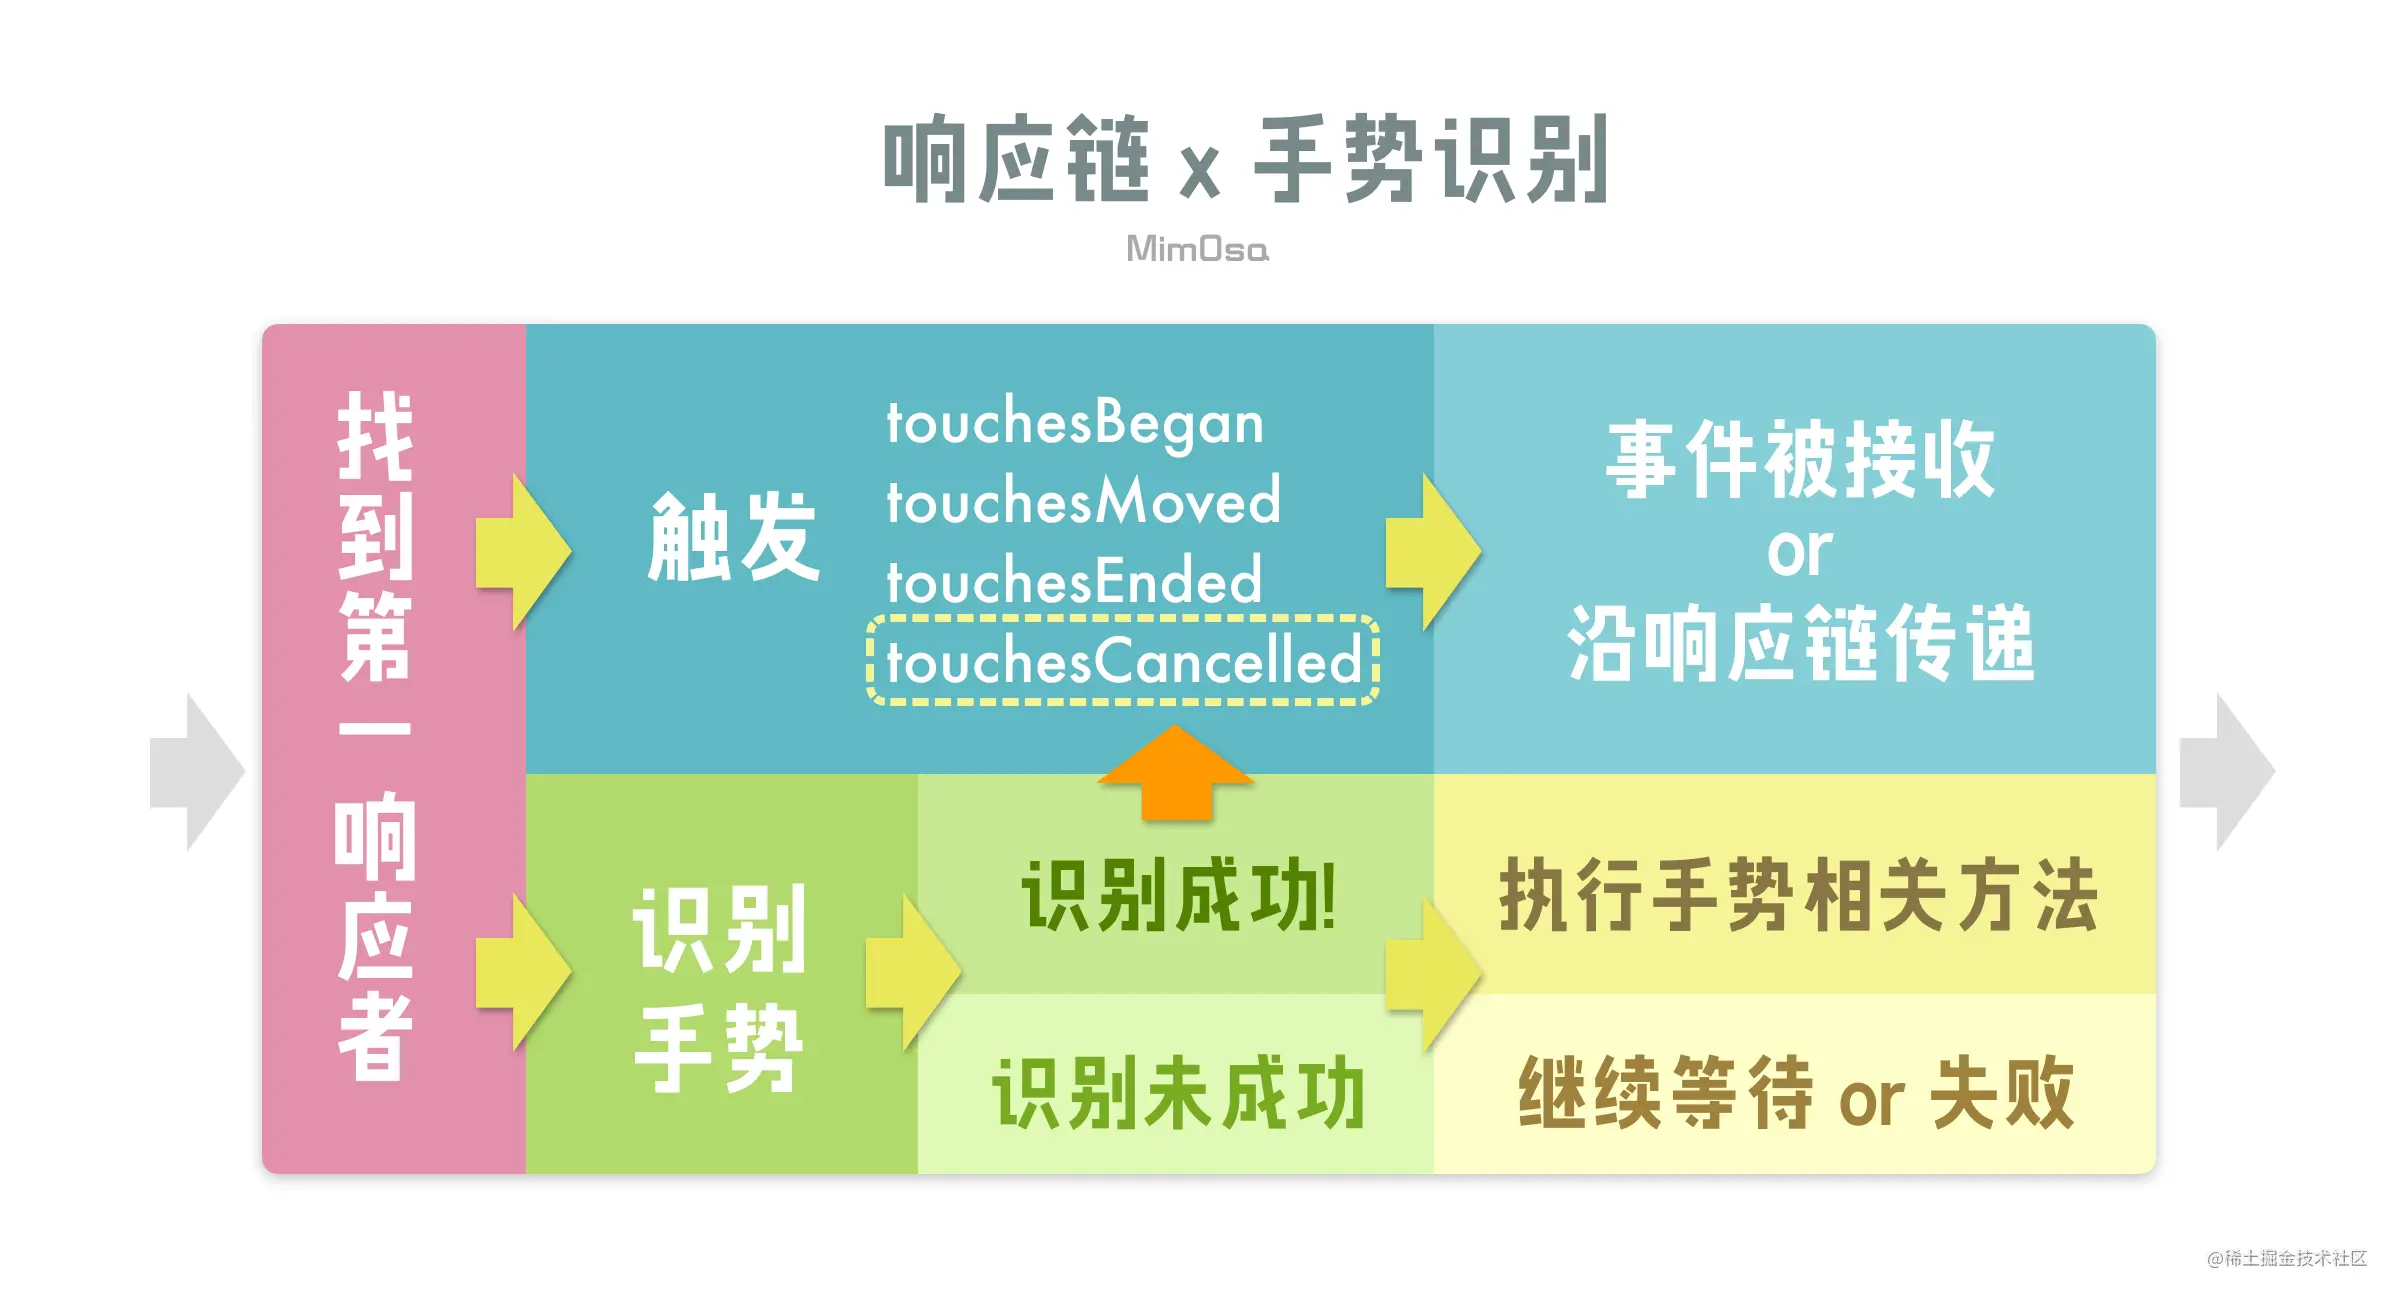 响应链 x 手势识别
MimOsa
找到第一响应者
触发
touchesBegan
touchesMoved
touchesEnded
touchesCancelled
事件被接收
or
沿响应链传递
识别
手势
识别成功!
识别未成功
执行手势相关方法
继续等待 or 失败
@稀土掘金技术社区